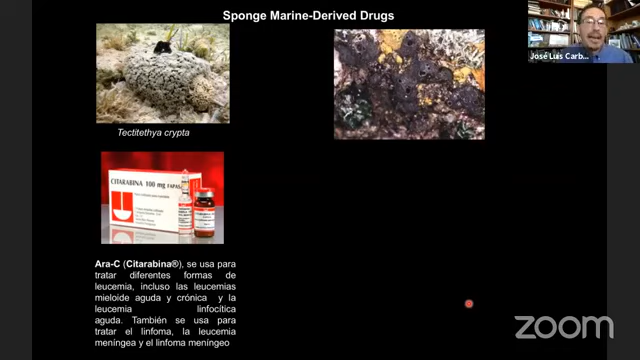 Sponge Marine-Derived Drugs
José Luis Carb...
Tectitethya crypta
CITARABINA 100 mg
Ara-C (Citarabina®), se usa para
tratar diferentes formas de
leucemia, incluso las leucemias
mieloide aguda y crónica y la
leucemia linfocítica
aguda. También se usa para
tratar el linfoma, la leucemia
meníngea y el linfoma meníngeo
zoom